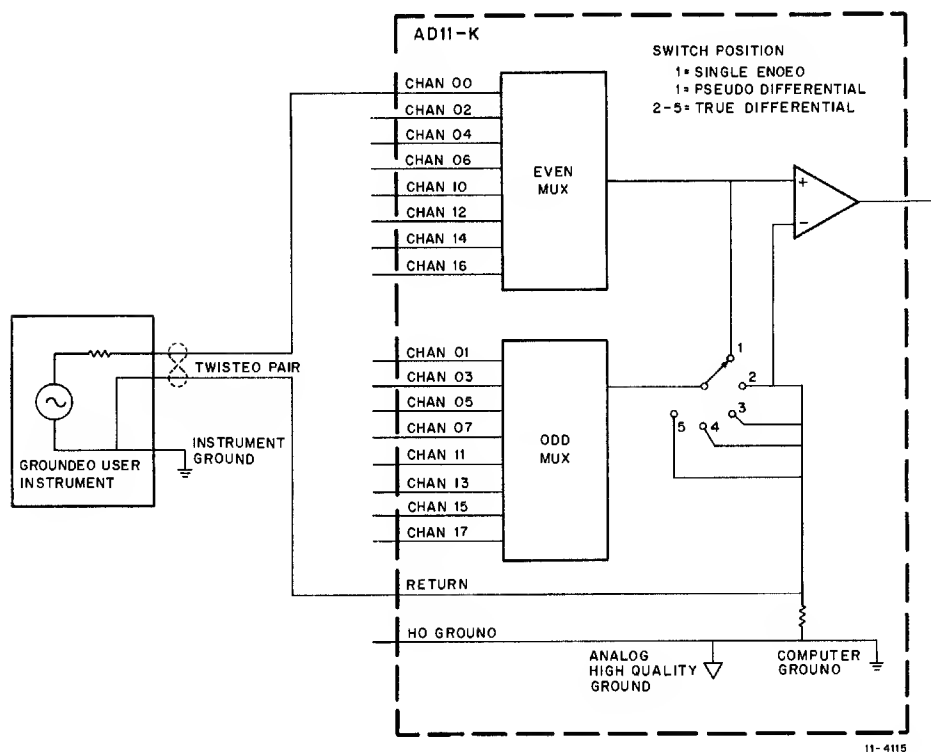 AD11-K
SWITCH POSITION
1= SINGLE ENOEO
1= PSEUDO DIFFERENTIAL
2-5= TRUE DIFFERENTIAL
CHAN 00
CHAN 02
CHAN 04
CHAN 06
CHAN 10
CHAN 12
CHAN 14
CHAN 16
EVEN
MUX
+
−
CHAN 01
CHAN 03
CHAN 05
CHAN 07
CHAN 11
CHAN 13
CHAN 15
CHAN 17
ODD
MUX
1
2
3
4
5
TWISTEO PAIR
INSTRUMENT
GROUND
GROUNDEO USER
INSTRUMENT
RETURN
HO GROUND
ANALOG
HIGH QUALITY
GROUND
COMPUTER
GROUNO
11-4115